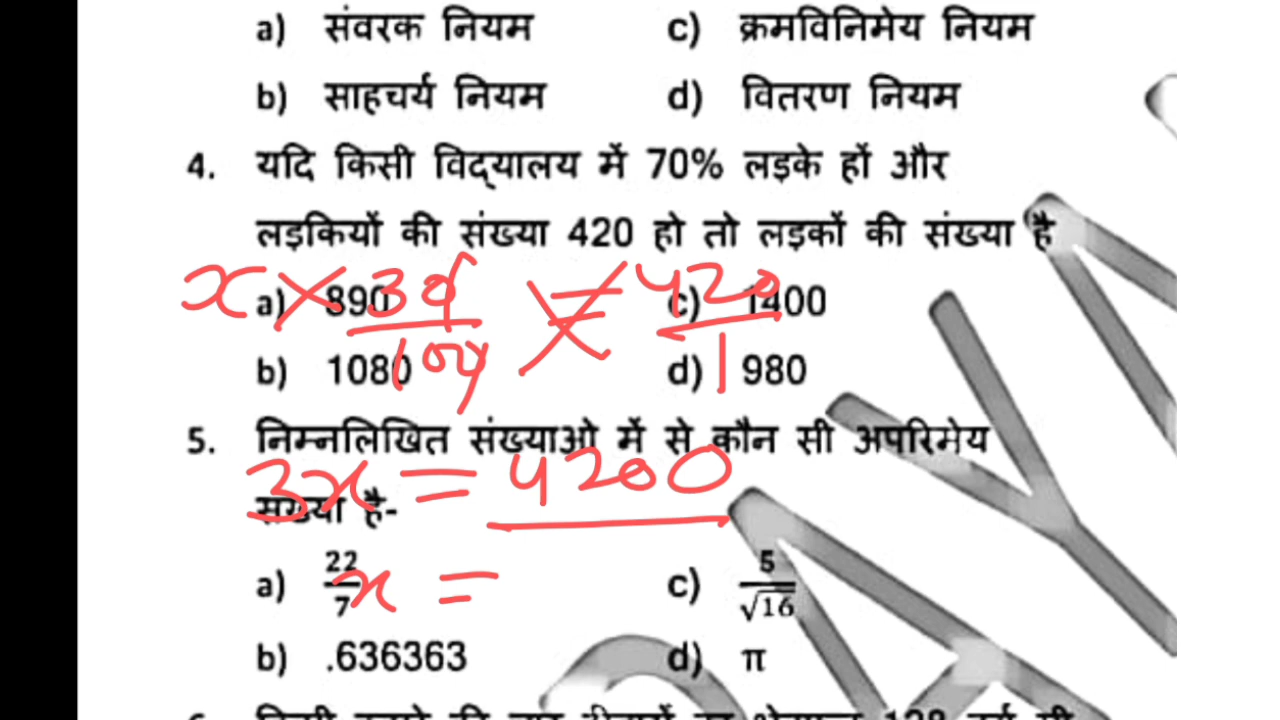 a) संवरक नियम c) क्रमविनिमेय नियम
b) साहचर्य नियम d) वितरण नियम
4. यदि किसी विद्यालय में 70% लड़के हों और
लड़कियों की संख्या 420 हो तो लड़कों की संख्या है
a) 890 c) 1400
x × 30/100 = 420/1
b) 1080 d) 980
5. निम्नलिखित संख्याओ में से कौन सी अपरिमेय
3x = 4200
संख्या है-
a) 22/7 c) 5/√16
x =
b) .636363 d) π